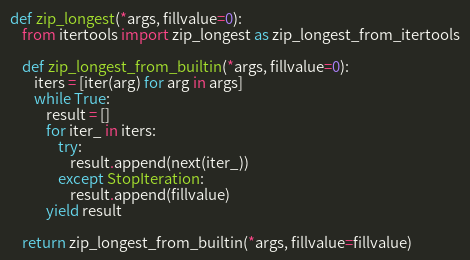 def zip_longest(*args, fillvalue=0):
from itertools import zip_longest as zip_longest_from_itertools
def zip_longest_from_builtin(*args, fillvalue=0):
iters = [iter(arg) for arg in args]
while True:
result = []
for iter_ in iters:
try:
result.append(next(iter_))
except StopIteration:
result.append(fillvalue)
yield result
return zip_longest_from_builtin(*args, fillvalue=fillvalue)